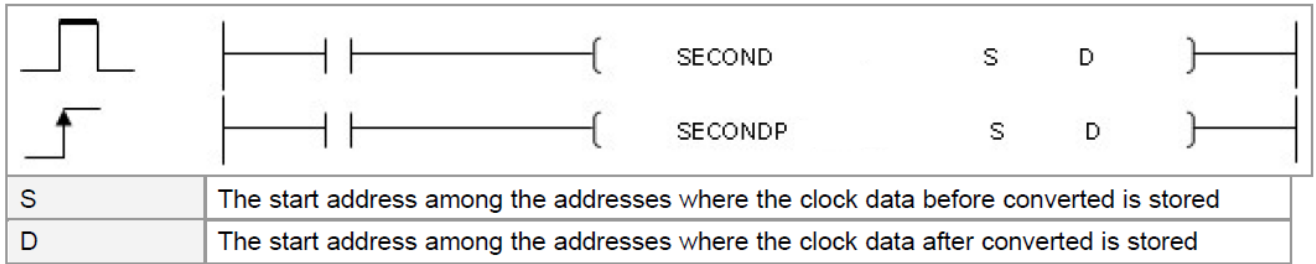 SECOND S D
SECONDP S D
S The start address among the addresses where the clock data before converted is stored
D The start address among the addresses where the clock data after converted is stored